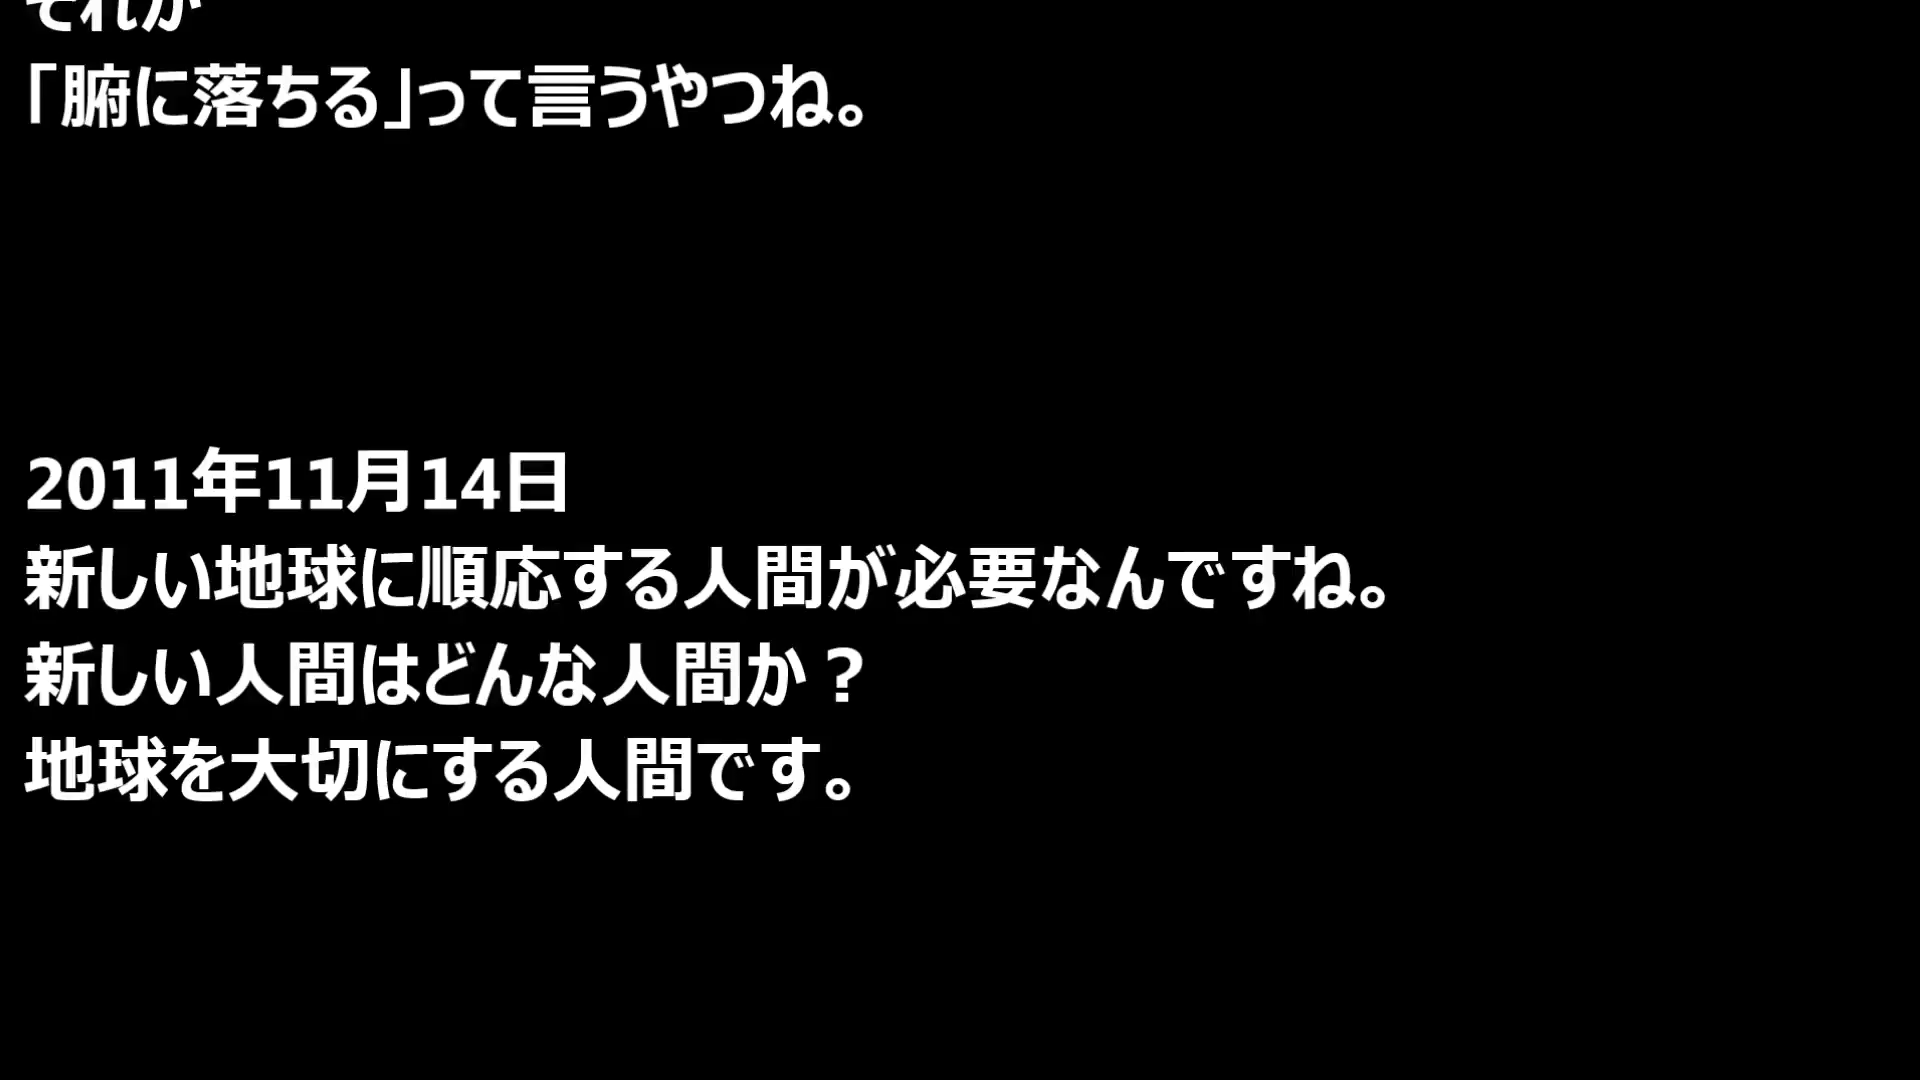 それが
「腑に落ちる」って言うやつね。
2011年11月14日
新しい地球に順応する人間が必要なんですね。
新しい人間はどんな人間か？
地球を大切にする人間です。